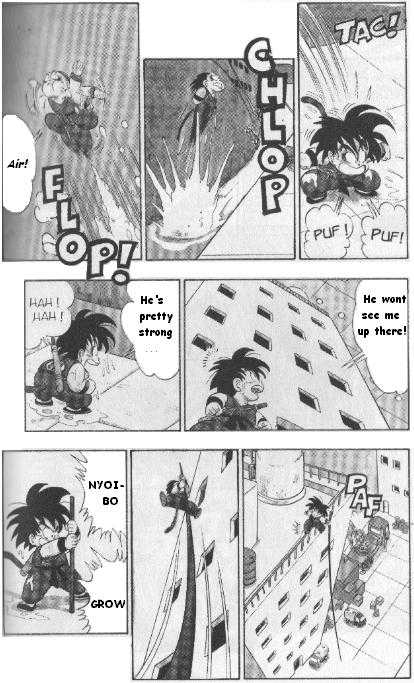 Air!
FLOP!
CHLOP
TAC!
PUF!
PUF!
HAH!
HAH!
He's
pretty
strong
...
He wont
see me
up there!
NYOI-
BO
GROW
PAF